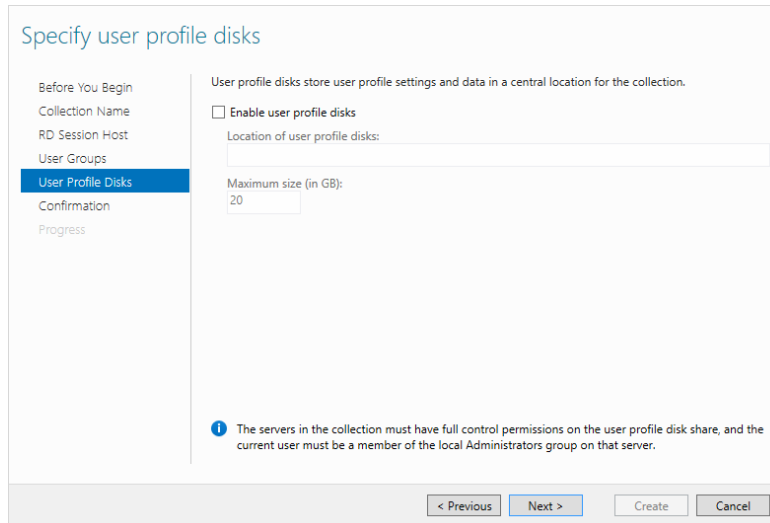 Specify user profile disks
Before You Begin
Collection Name
RD Session Host
User Groups
User Profile Disks
Confirmation
Progress
User profile disks store user profile settings and data in a central location for the collection.
Enable user profile disks
Location of user profile disks:
Maximum size (in GB):
20
The servers in the collection must have full control permissions on the user profile disk share, and the
current user must be a member of the local Administrators group on that server.
< Previous
Next >
Create
Cancel